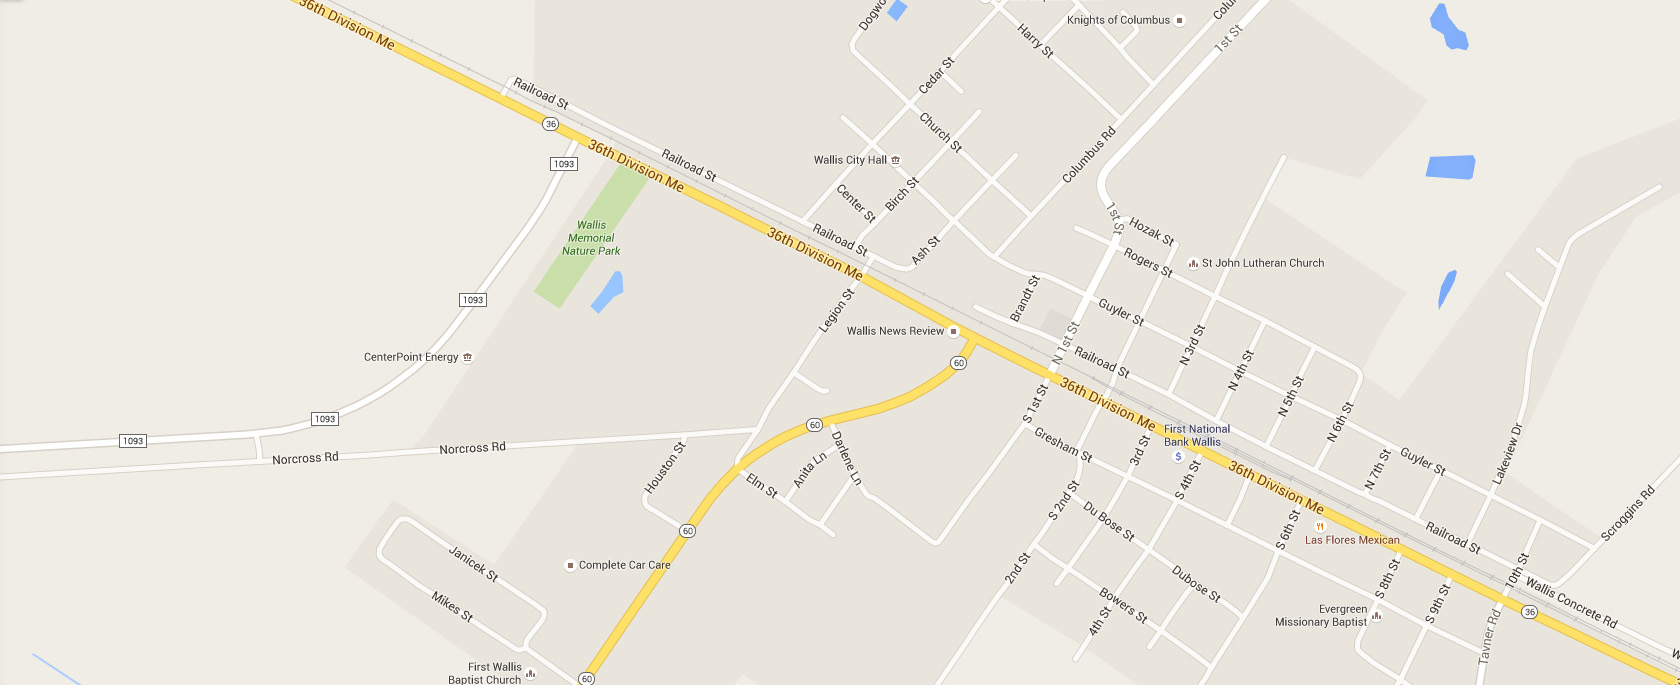 36th Division Me
Knights of Columbus
1st St
Harry St
Cedar St
Railroad St
36
Church St
Columbus Rd
36th Division Me
1093
Railroad St
Wallis City Hall
Center St
Birch St
Wallis
Memorial
Nature Park
1st St
Hozak St
36th Division Me
Railroad St
Ash St
Rogers St
St John Lutheran Church
1093
Legion St
Brandt St
Guyler St
Wallis News Review
N 1st St
N 3rd St
CenterPoint Energy
60
Railroad St
N 4th St
36th Division Me
N 5th St
1093
60
S 1st St
First National
Bank Wallis
$
N 6th St
1093
Norcross Rd
Norcross Rd
Gresham St
3rd St
Guyler St
Lakeview Dr
Houston St
Elm St
Anita Ln
Darlene Ln
S 4th St
36th Division Me
N 7th St
S 2nd St
Du Bose St
S 6th St
Scroggins Rd
60
Las Flores Mexican
Railroad St
Janicek St
Complete Car Care
2nd St
Dubose St
S 8th St
10th St
Wallis Concrete Rd
Mikes St
Bowers St
4th St
S 9th St
36
Evergreen
Missionary Baptist
Tavner Rd
First Wallis
Baptist Church
60